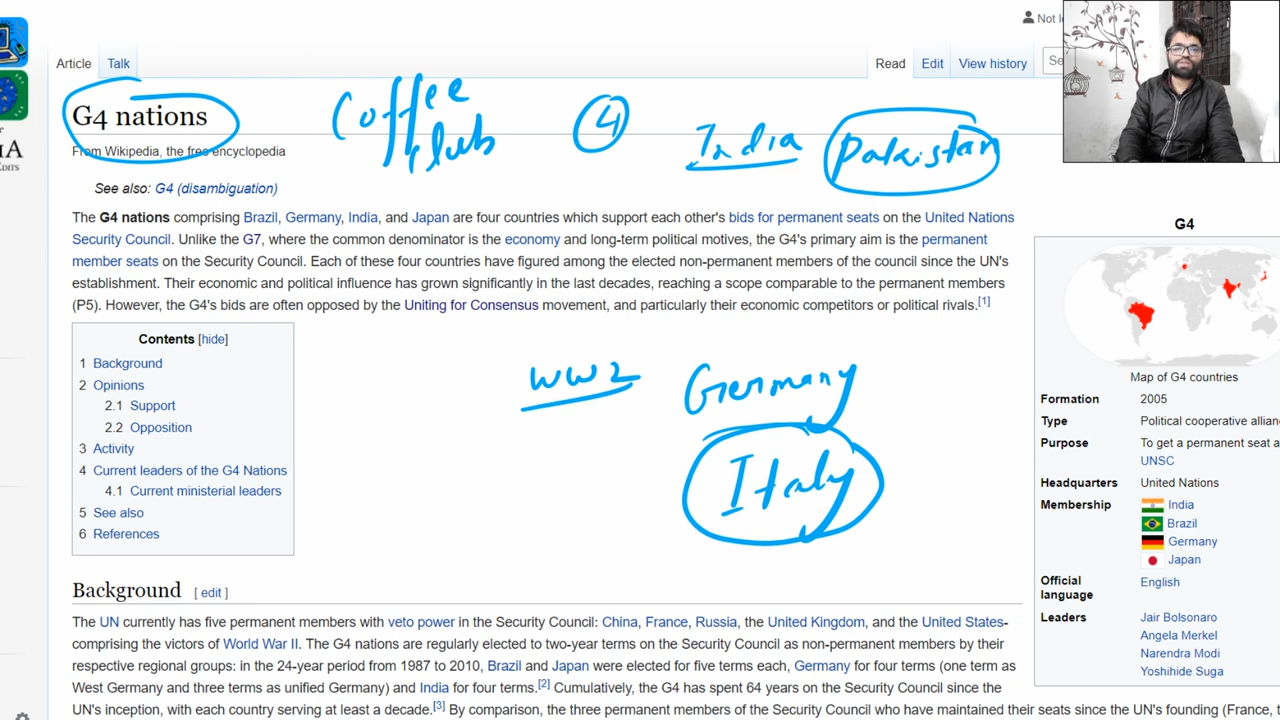 Not lo
Article Talk
Read Edit View history Se
G4 nations
Coffee
club
4
India
Pakistan
From Wikipedia, the free encyclopedia
IA
EDITS
See also: G4 (disambiguation)
The G4 nations comprising Brazil, Germany, India, and Japan are four countries which support each other's bids for permanent seats on the United Nations
Security Council. Unlike the G7, where the common denominator is the economy and long-term political motives, the G4's primary aim is the permanent
member seats on the Security Council. Each of these four countries have figured among the elected non-permanent members of the council since the UN's
establishment. Their economic and political influence has grown significantly in the last decades, reaching a scope comparable to the permanent members
(P5). However, the G4's bids are often opposed by the Uniting for Consensus movement, and particularly their economic competitors or political rivals.[1]
Contents [hide]
1 Background
2 Opinions
2.1 Support
2.2 Opposition
3 Activity
4 Current leaders of the G4 Nations
4.1 Current ministerial leaders
5 See also
6 References
WW2
Germany
Italy
G4
Map of G4 countries
Formation 2005
Type Political cooperative allian
Purpose To get a permanent seat a
UNSC
Headquarters United Nations
Membership India
Brazil
Germany
Japan
Official
language English
Leaders Jair Bolsonaro
Angela Merkel
Narendra Modi
Yoshihide Suga
Background [ edit ]
The UN currently has five permanent members with veto power in the Security Council: China, France, Russia, the United Kingdom, and the United States-
comprising the victors of World War II. The G4 nations are regularly elected to two-year terms on the Security Council as non-permanent members by their
respective regional groups: in the 24-year period from 1987 to 2010, Brazil and Japan were elected for five terms each, Germany for four terms (one term as
West Germany and three terms as unified Germany) and India for four terms.[2] Cumulatively, the G4 has spent 64 years on the Security Council since the
UN's inception, with each country serving at least a decade.[3] By comparison, the three permanent members of the Security Council who have maintained their seats since the UN's founding (France, t